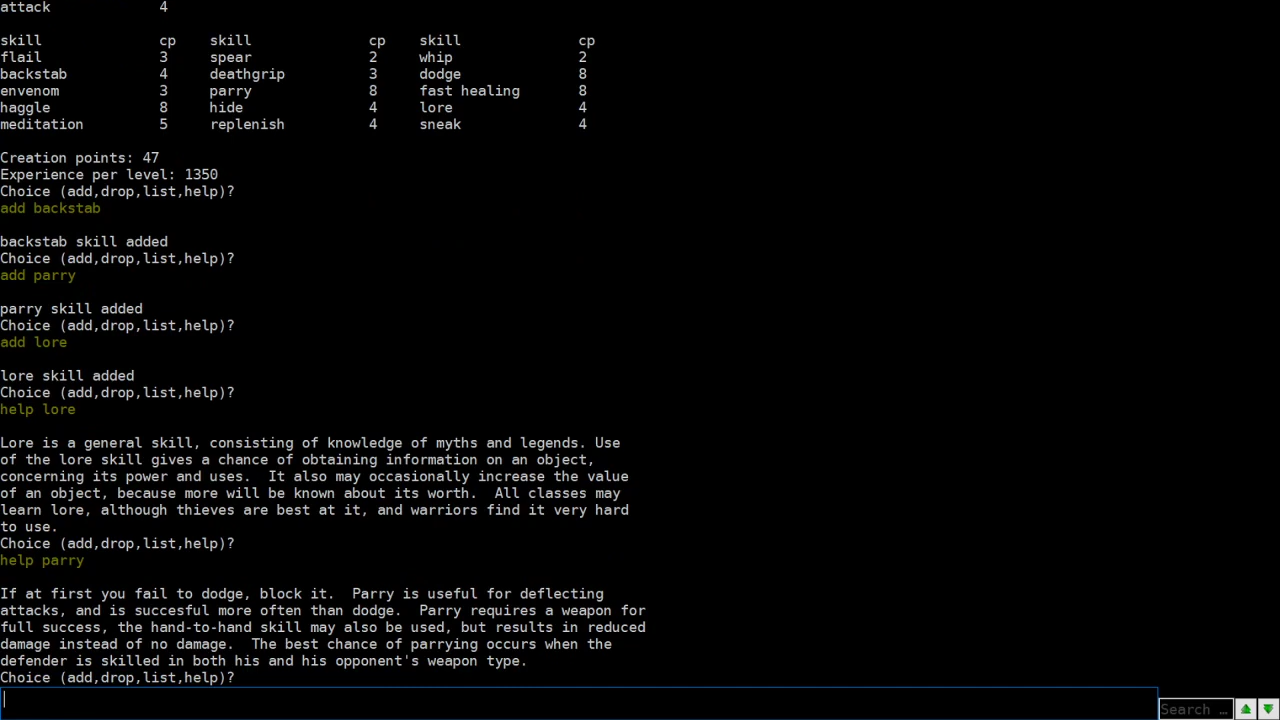 attack 4
skill cp skill cp skill cp
flail 3 spear 2 whip 2
backstab 4 deathgrip 3 dodge 8
envenom 3 parry 8 fast healing 8
haggle 8 hide 4 lore 4
meditation 5 replenish 4 sneak 4
Creation points: 47
Experience per level: 1350
Choice (add,drop,list,help)?
add backstab
backstab skill added
Choice (add,drop,list,help)?
add parry
parry skill added
Choice (add,drop,list,help)?
add lore
lore skill added
Choice (add,drop,list,help)?
help lore
Lore is a general skill, consisting of knowledge of myths and legends. Use
of the lore skill gives a chance of obtaining information on an object,
concerning its power and uses.  It also may occasionally increase the value
of an object, because more will be known about its worth.  All classes may
learn lore, although thieves are best at it, and warriors find it very hard
to use.
Choice (add,drop,list,help)?
help parry
If at first you fail to dodge, block it.  Parry is useful for deflecting
attacks, and is succesful more often than dodge.  Parry requires a weapon for
full success, the hand-to-hand skill may also be used, but results in reduced
damage instead of no damage.  The best chance of parrying occurs when the
defender is skilled in both his and his opponent's weapon type.
Choice (add,drop,list,help)?
Search …